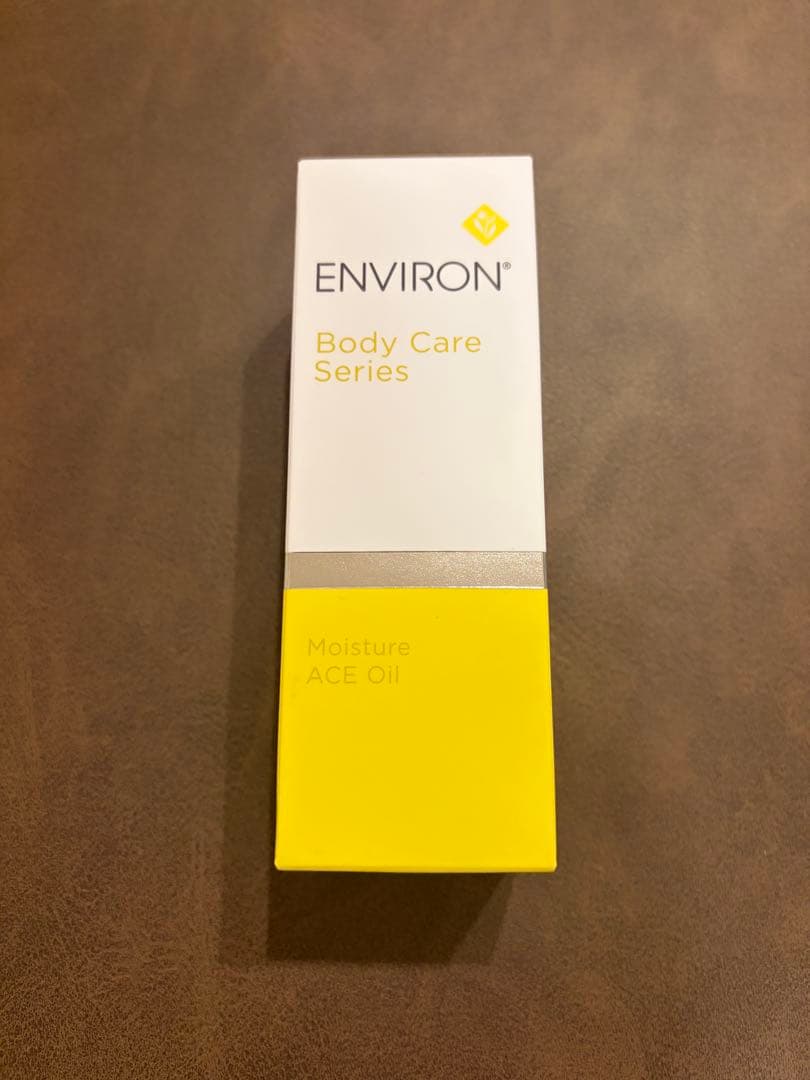 ENVIRON®
Body Care
Series
Moisture
ACE Oil